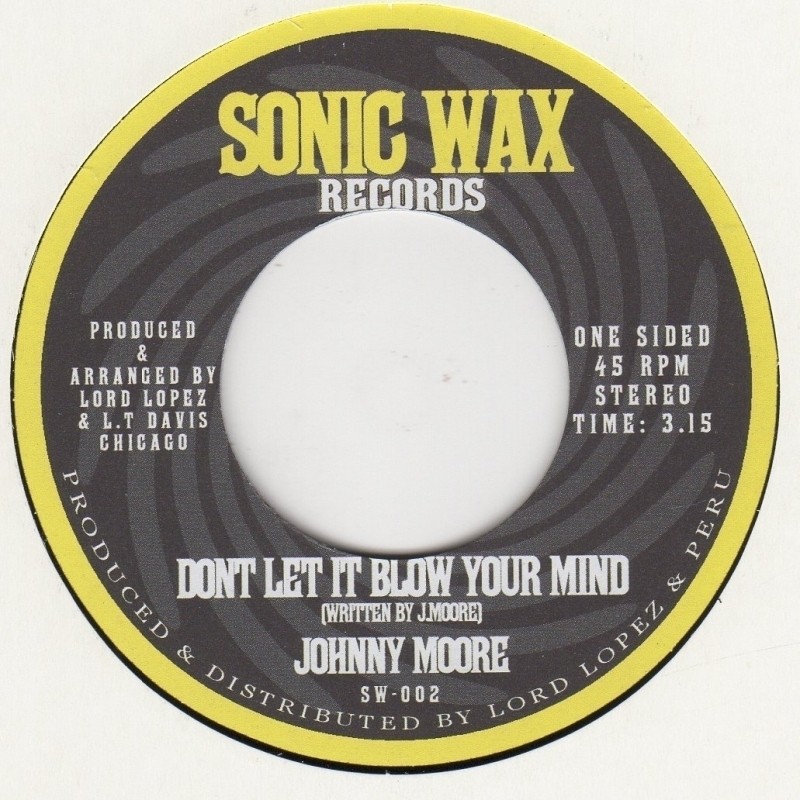 SONIC WAX
RECORDS
PRODUCED
&
ARRANGED BY
LORD LOPEZ
& L.T DAVIS
CHICAGO
ONE SIDED
45 RPM
STEREO
TIME: 3.15
DONT LET IT BLOW YOUR MIND
(WRITTEN BY J.MOORE)
JOHNNY MOORE
SW-002
PRODUCED & DISTRIBUTED BY LORD LOPEZ & PERU